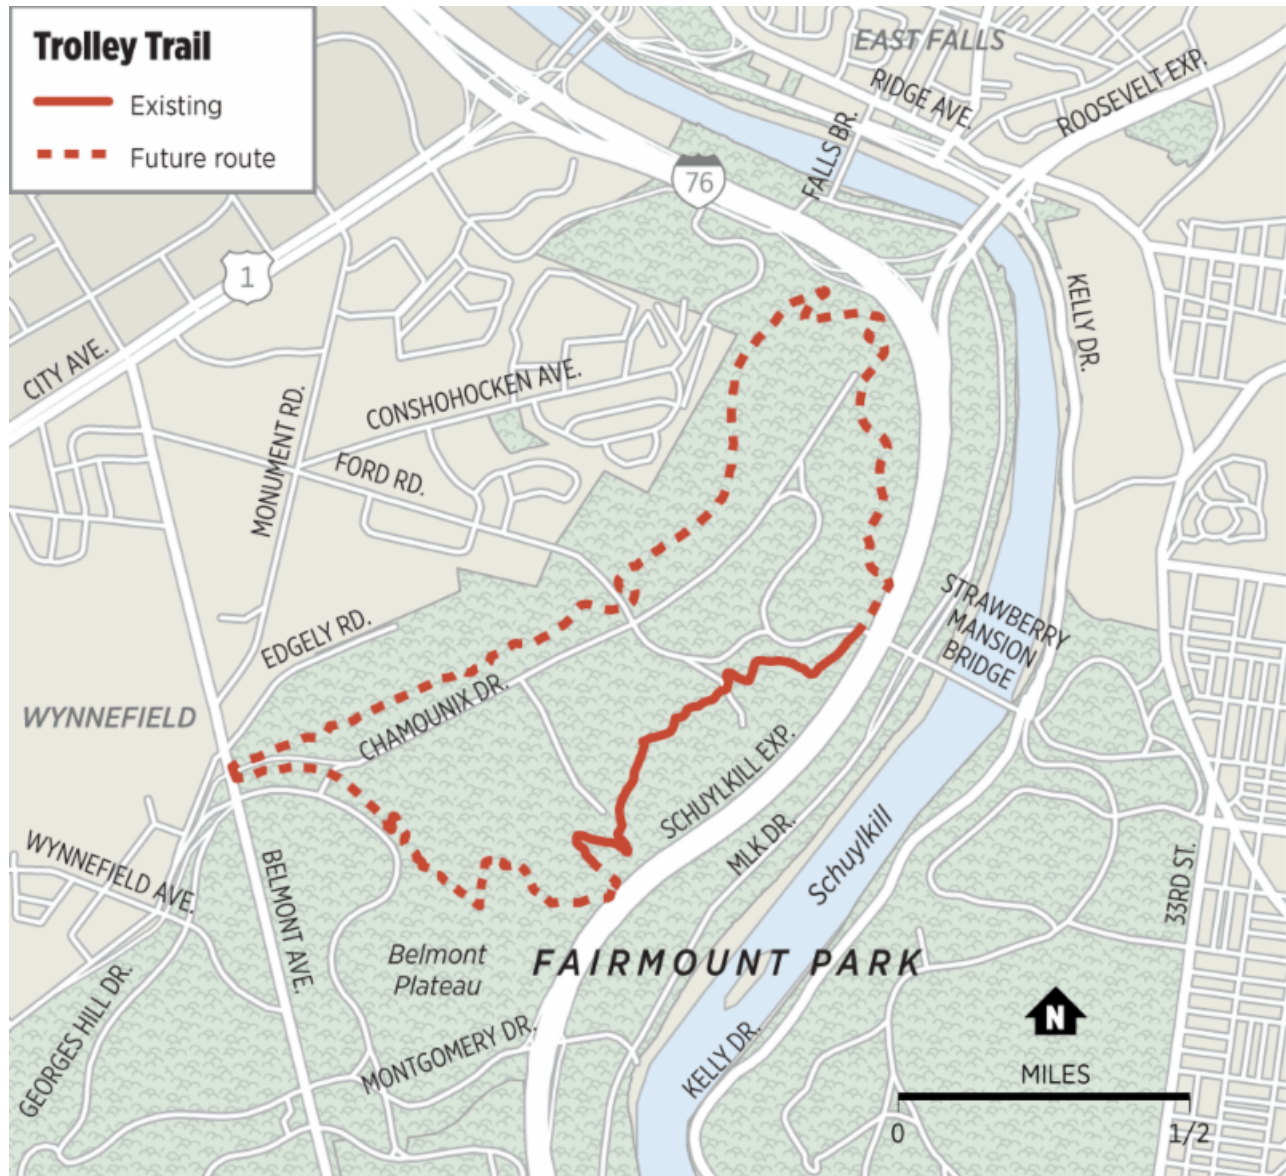 Trolley Trail
Existing
Future route
EAST FALLS
RIDGE AVE.
ROOSEVELT EXP.
FALLS BR.
76
1
KELLY DR.
CITY AVE.
CONSHOHOCKEN AVE.
MONUMENT RD.
FORD RD.
STRAWBERRY
MANSION
BRIDGE
EDGELY RD.
WYNNEFIELD
CHAMOUNIX DR.
SCHUYLKILL EXP.
MLK DR.
Schuylkill
WYNNEFIELD AVE.
BELMONT AVE.
33RD ST.
Belmont
Plateau
FAIRMOUNT PARK
GEORGES HILL DR.
MONTGOMERY DR.
KELLY DR.
N
MILES
0
1/2